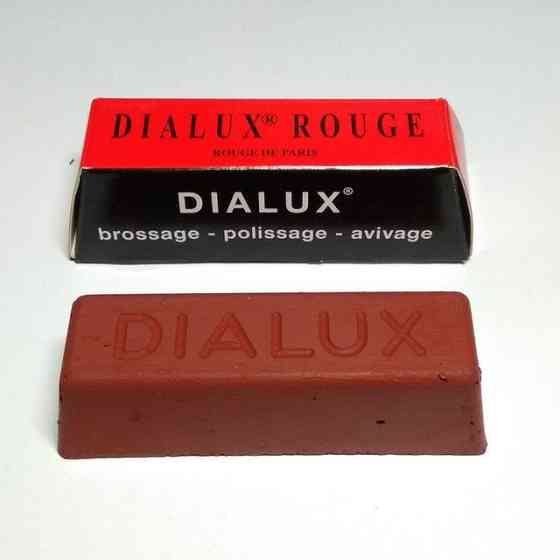 DIALUX® ROUGE
ROUGE DE PARIS
DIALUX®
brossage - polissage - avivage
DIALUX